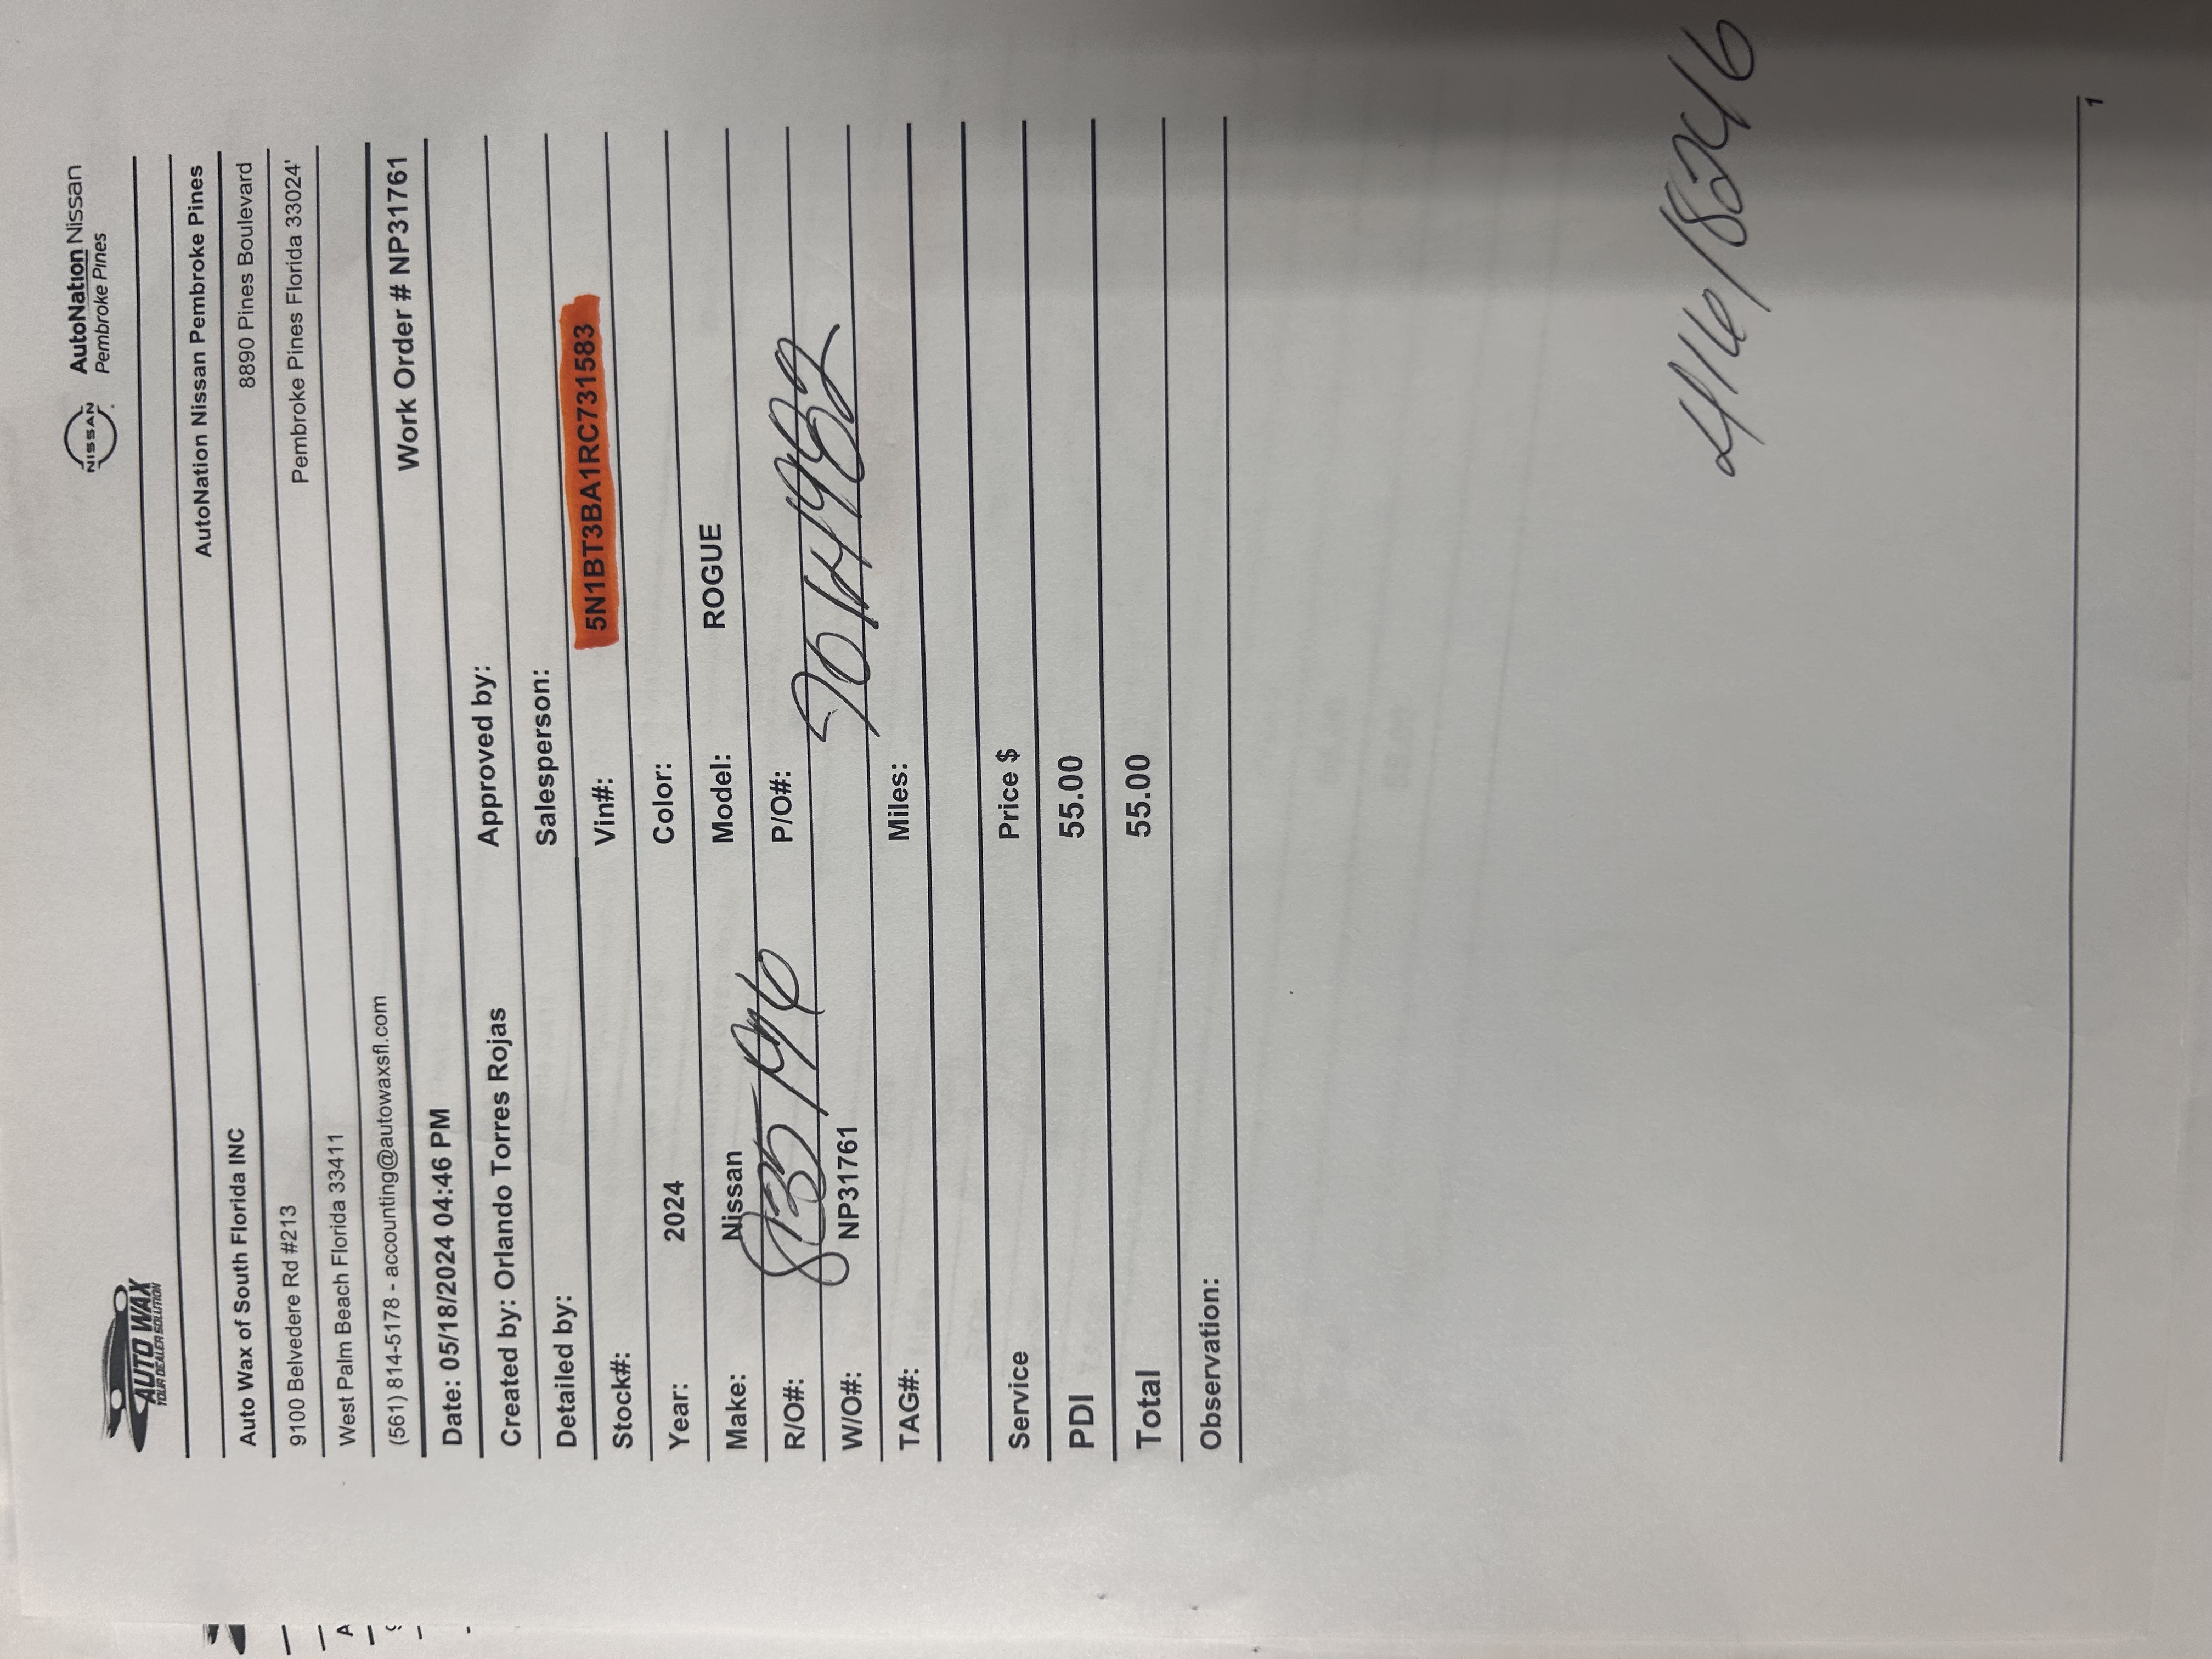 AUTO WAX
YOUR DEALER SOLUTION
NISSAN
AutoNation Nissan
Pembroke Pines
AutoNation Nissan Pembroke Pines
Auto Wax of South Florida INC
8890 Pines Boulevard
9100 Belvedere Rd #213
Pembroke Pines Florida 33024'
West Palm Beach Florida 33411
(561) 814-5178 - accounting@autowaxsfl.com
Work Order # NP31761
Date: 05/18/2024 04:46 PM
Created by: Orlando Torres Rojas
Approved by:
Detailed by:
Salesperson:
Stock#:
Vin#: 5N1BT3BA1RC731583
Year: 2024
Color:
Make: Nissan
Model: ROGUE
R/O#:
P/O#:
W/O#: NP31761
TAG#:
Miles:
Service
Price $
PDI
55.00
Total
55.00
Observation:
1